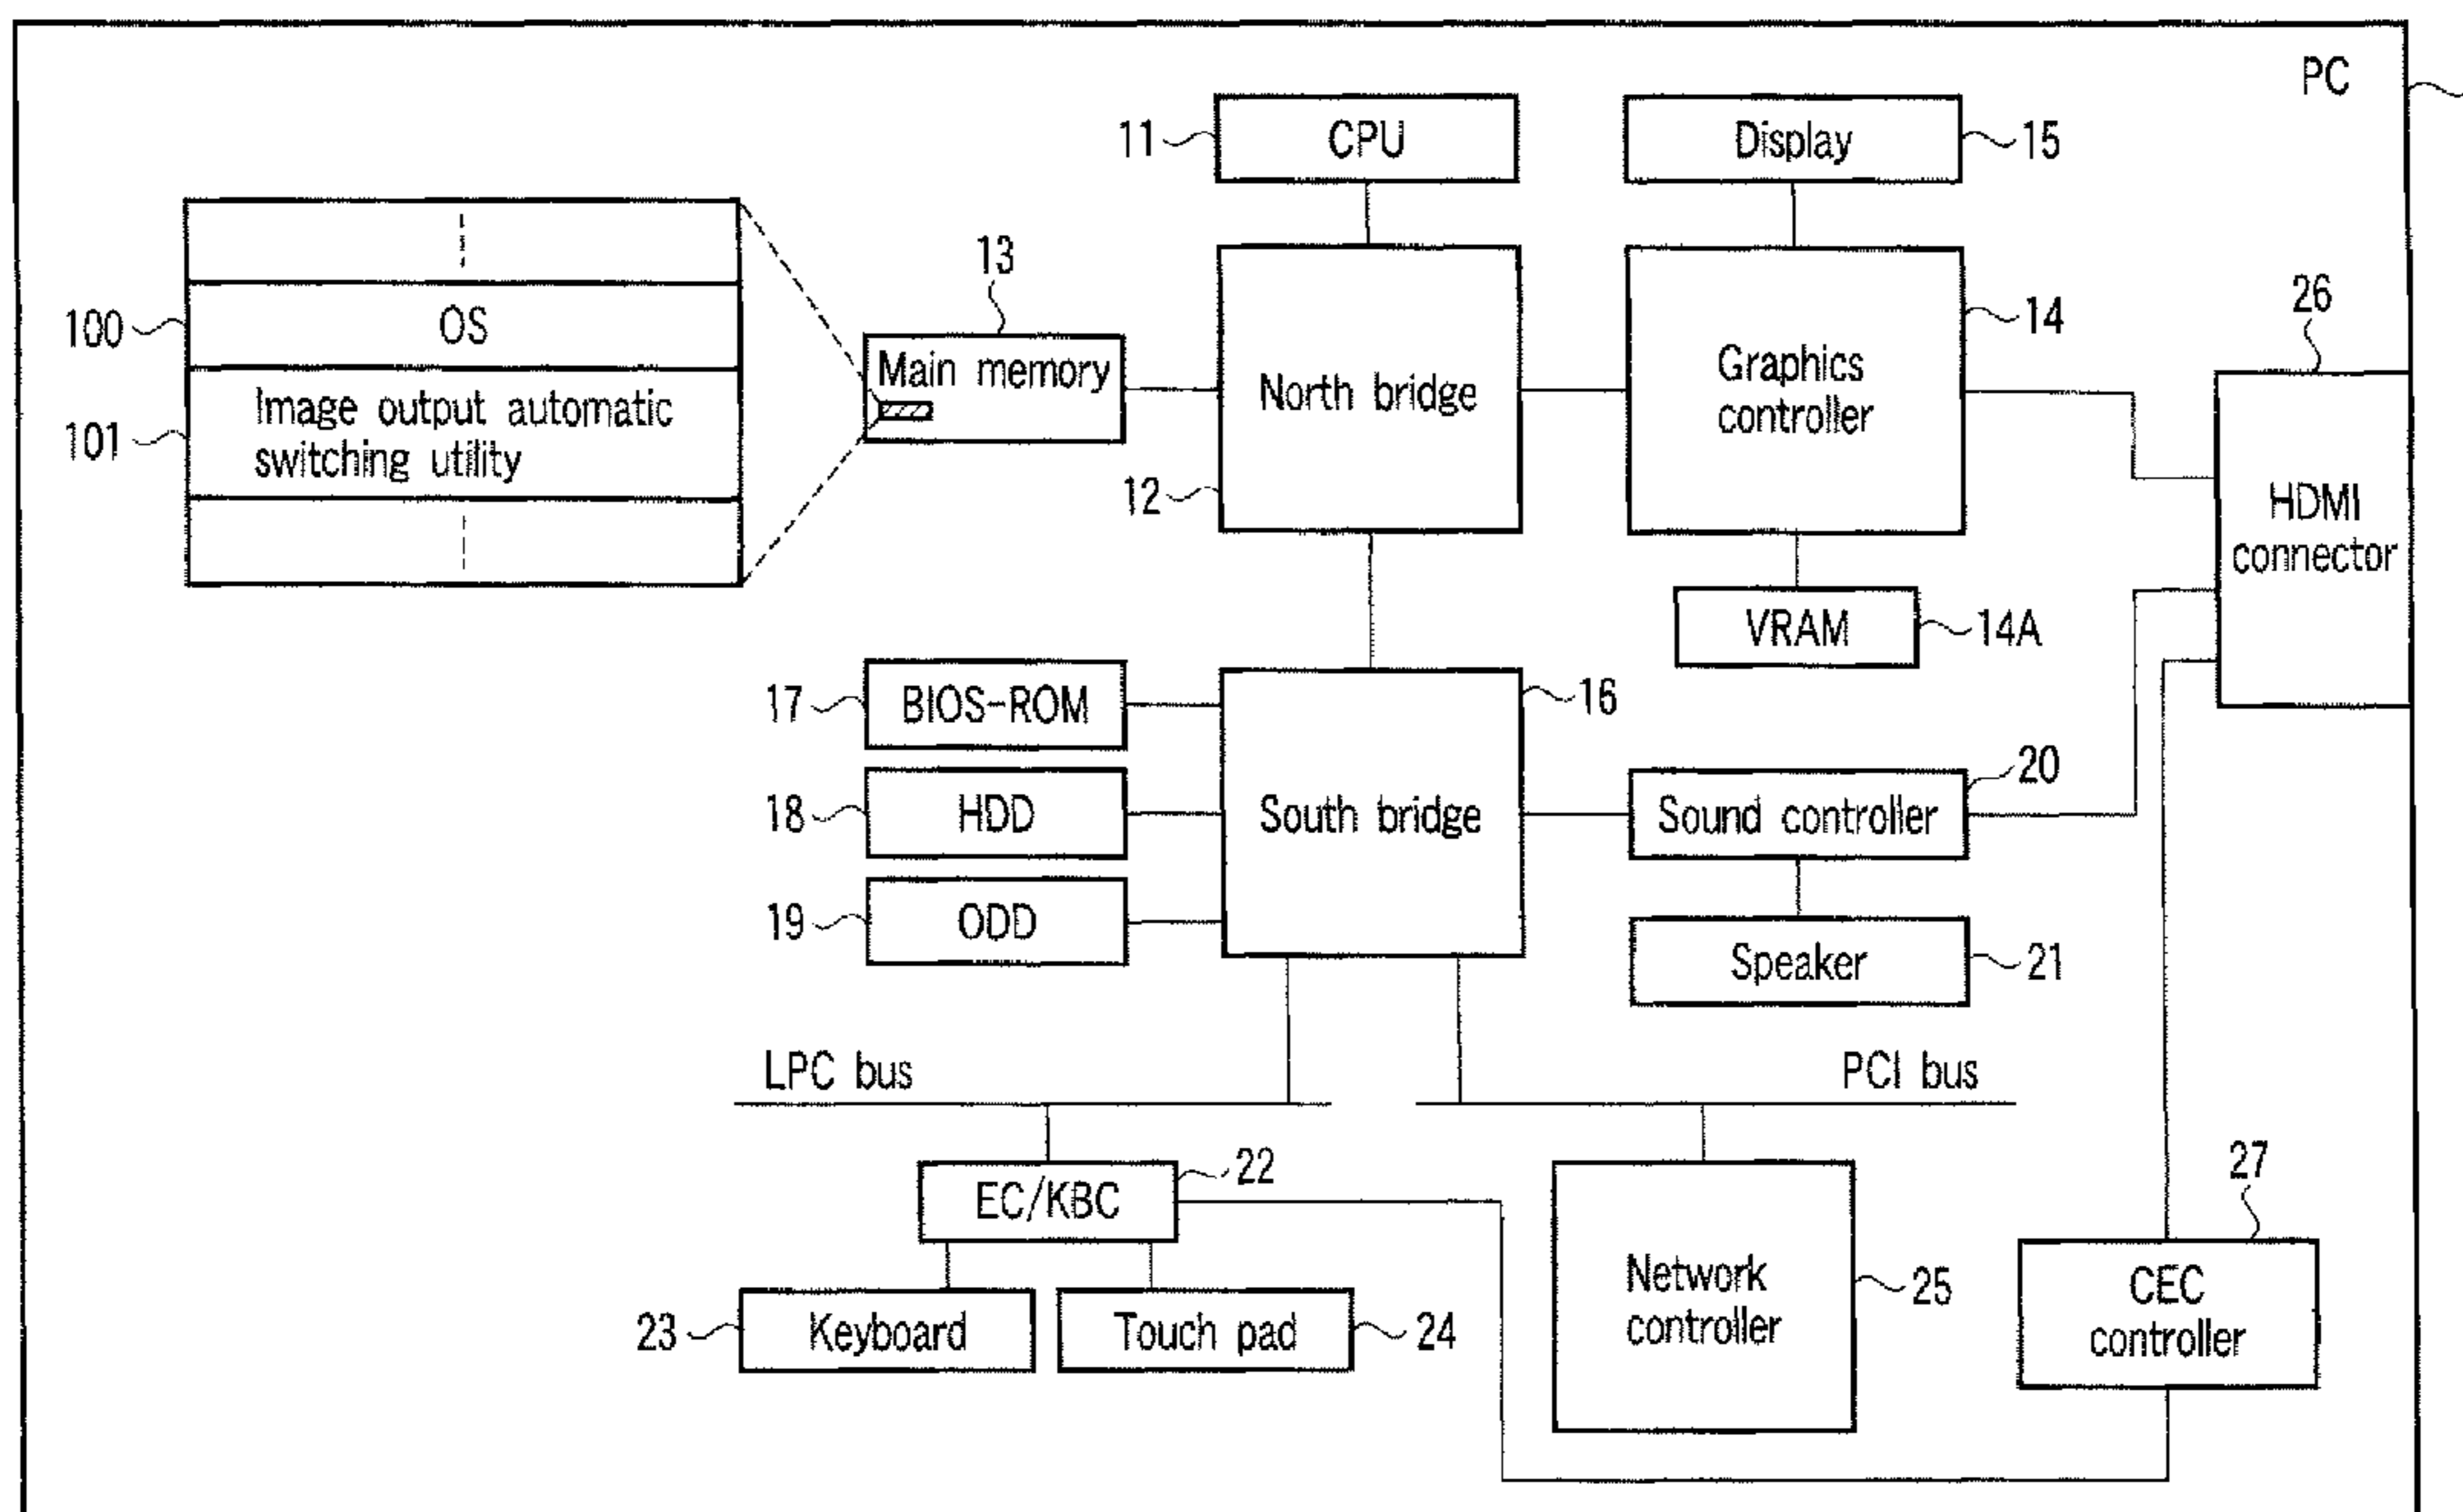 PC
11
CPU
Display
15
13
100
OS
Main memory
North bridge
Graphics
controller
14
26
101
Image output automatic
switching utility
12
HDMI
connector
VRAM
14A
17
BIOS-ROM
16
18
HDD
South bridge
Sound controller
20
19
ODD
Speaker
21
LPC bus
PCI bus
EC/KBC
22
27
Network
controller
25
CEC
controller
23
Keyboard
Touch pad
24